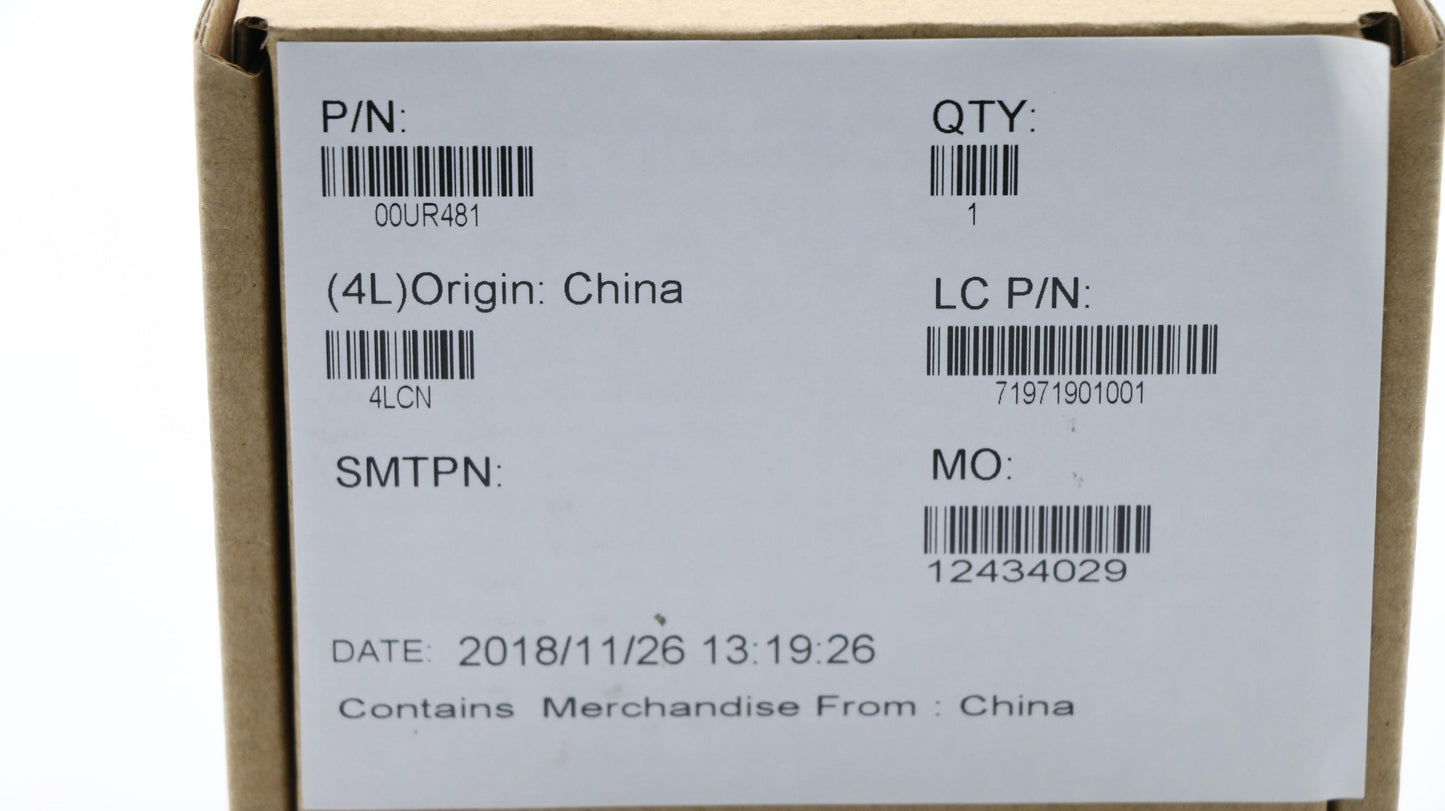 P/N:
00UR481
QTY:
1
(4L)Origin: China
4LCN
LC P/N:
71971901001
SMTPN:
MO:
12434029
DATE: 2018/11/26 13:19:26
Contains Merchandise From : China